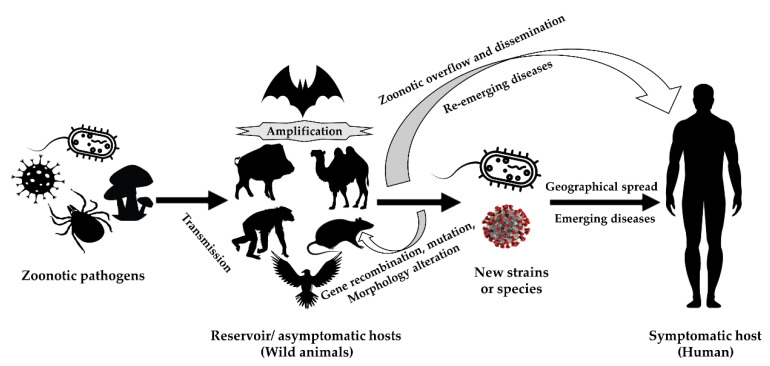 Zoonotic overflow and dissemination
Re-emerging diseases
Amplification
Geographical spread
Emerging diseases
Transmission
Gene recombination, mutation,
Morphology alteration
Zoonotic pathogens
New strains
or species
Reservoir/ asymptomatic hosts
(Wild animals)
Symptomatic host
(Human)